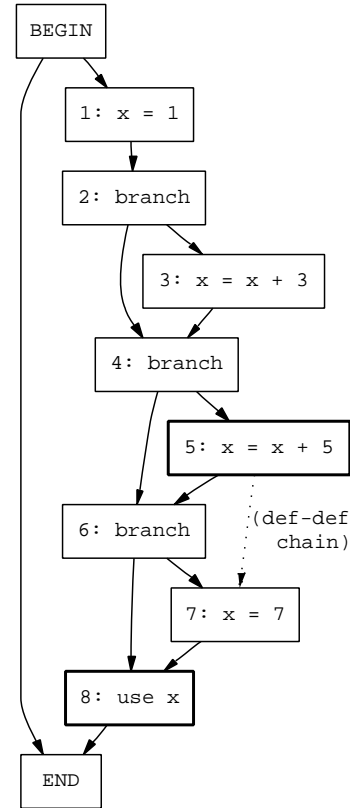 BEGIN
1: x = 1
2: branch
3: x = x + 3
4: branch
5: x = x + 5
6: branch
(def-def
chain)
7: x = 7
8: use x
END